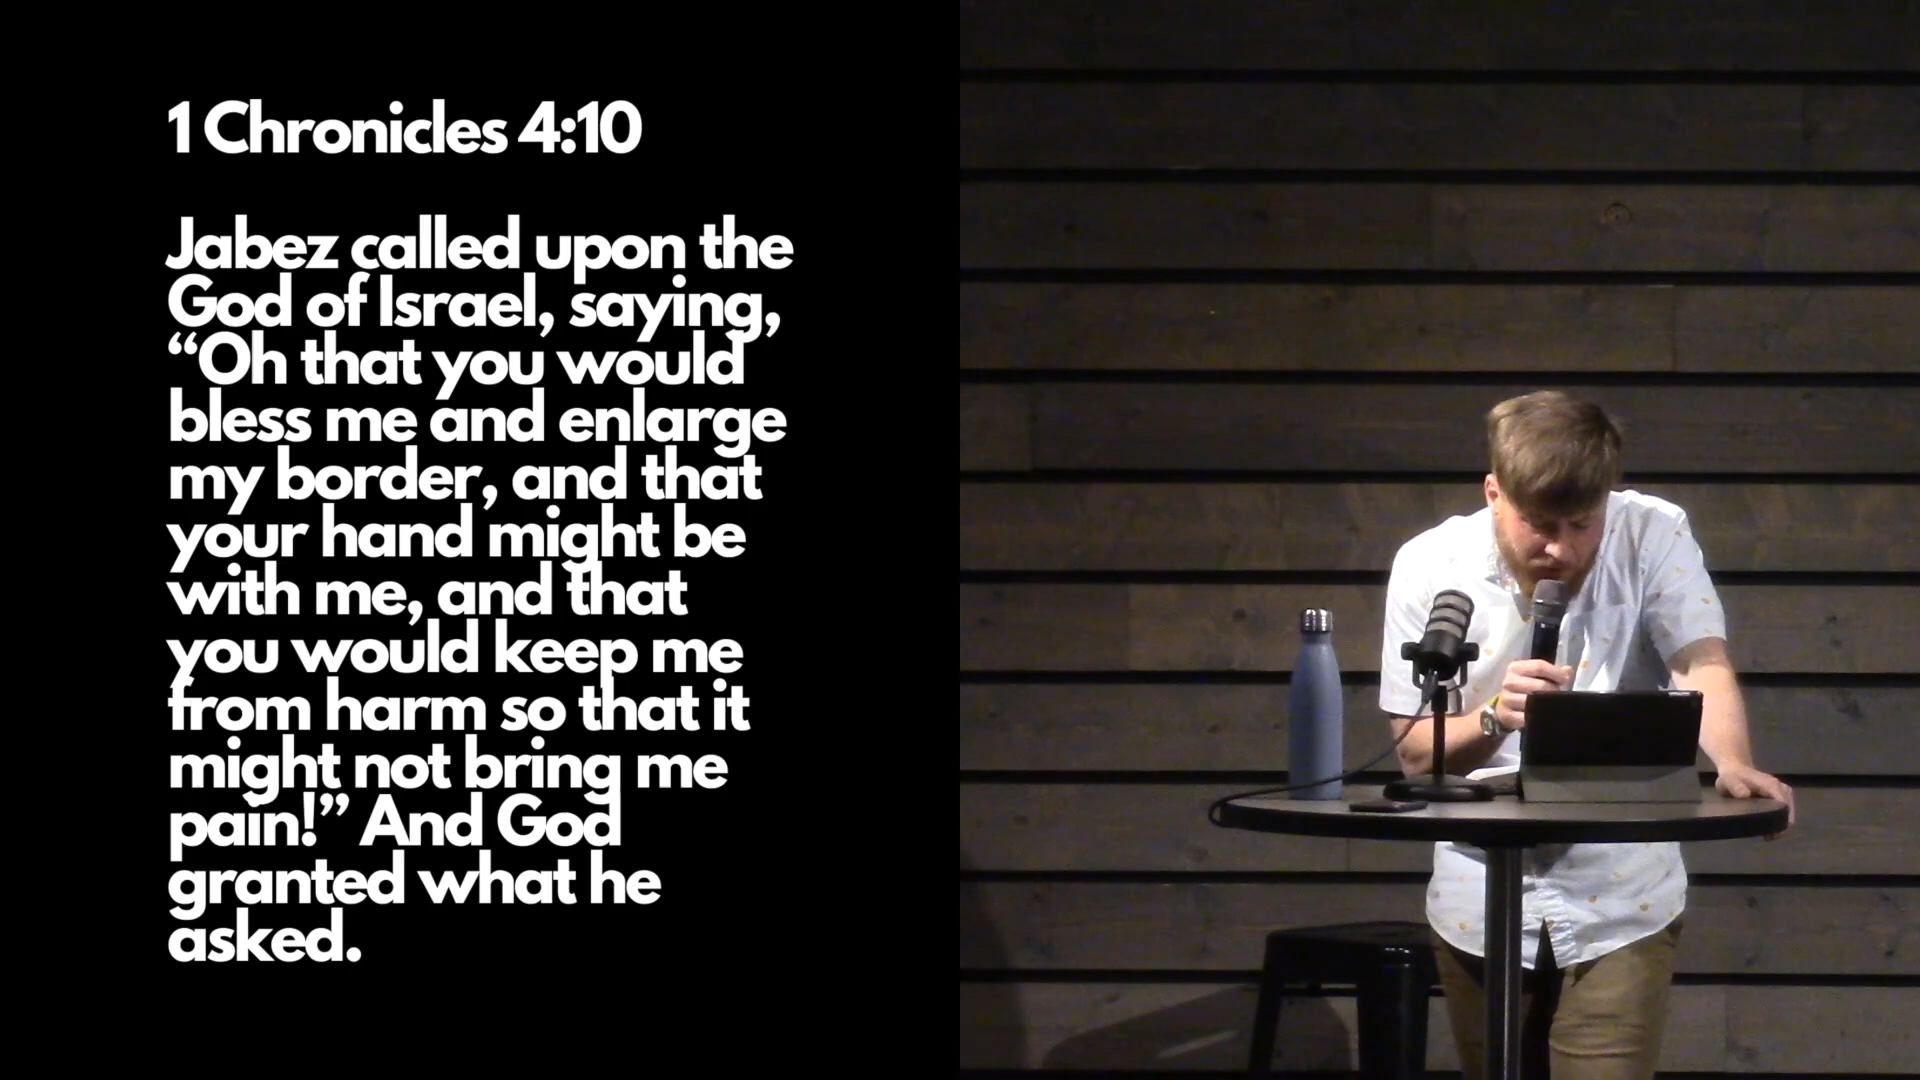 1 Chronicles 4:10
Jabez called upon the
God of Israel, saying,
“Oh that you would
bless me and enlarge
my border, and that
your hand might be
with me, and that
you would keep me
from harm so that it
might not bring me
pain!” And God
granted what he
asked.